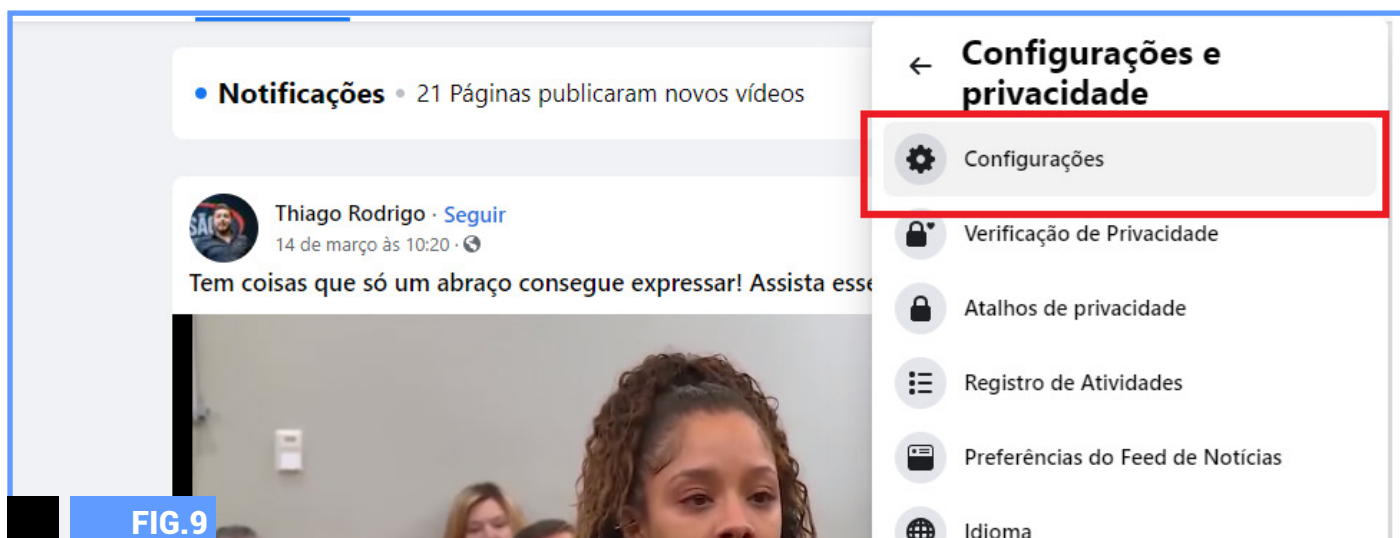 Notificações • 21 Páginas publicaram novos vídeos
Thiago Rodrigo · Seguir
14 de março às 10:20 ·
Tem coisas que só um abraço consegue expressar! Assista esse
FIG.9
Configurações e
privacidade
Configurações
Verificação de Privacidade
Atalhos de privacidade
Registro de Atividades
Preferências do Feed de Notícias
Idioma